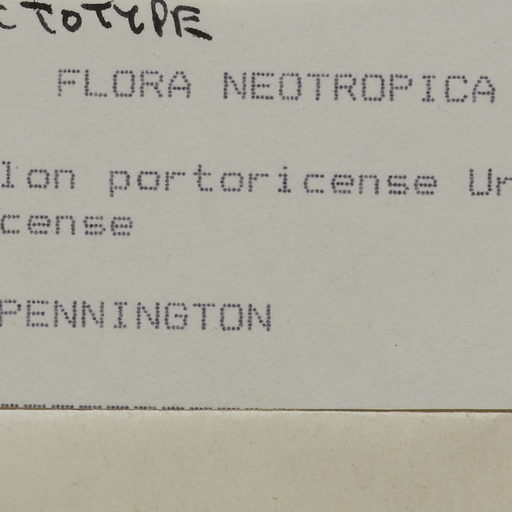 CTOTYPE
FLORA NEOTROPICA
lon portoricense Ur
cense
PENNINGTON